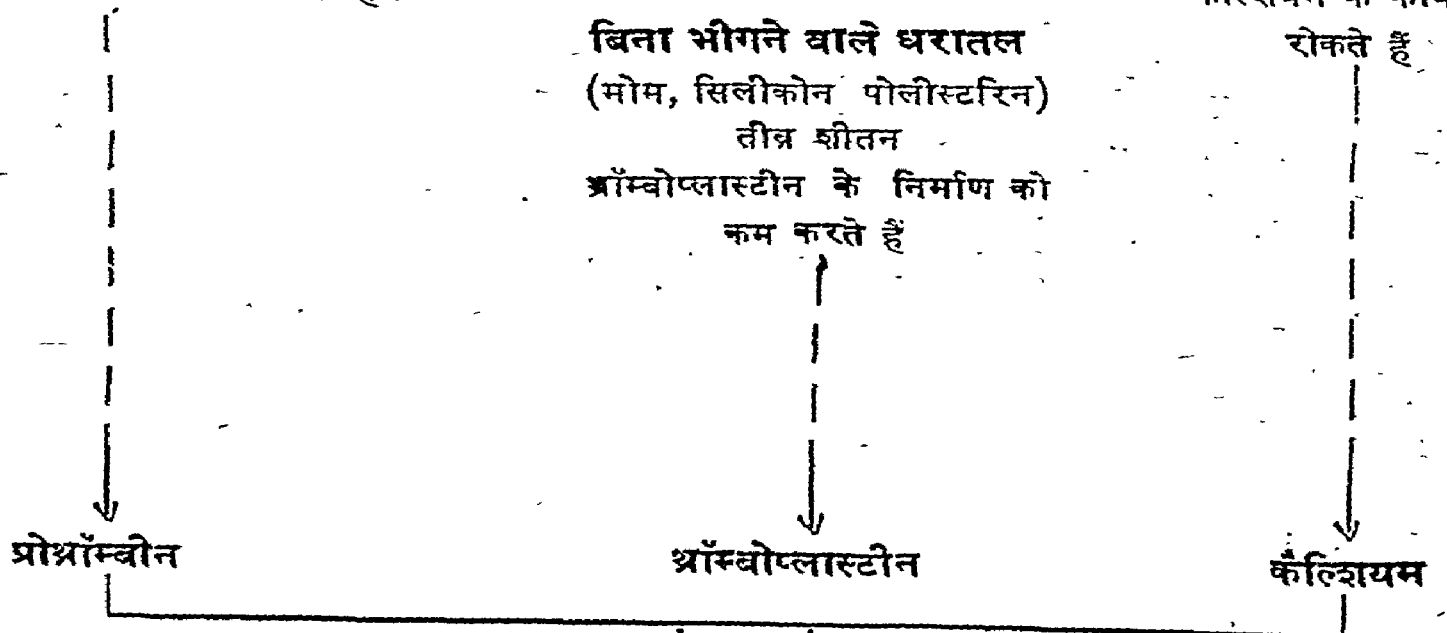 बिना भीगने वाले धरातल
रोकते हैं
(मोम, सिलीकोन पोलीस्टरिन)
तीव्र शीतन
थ्रॉम्वोप्लास्टीन के निर्माण को
कम करते हैं
प्रोथ्रॉम्बीन
थ्रॉम्वोप्लास्टीन
कैल्शियम